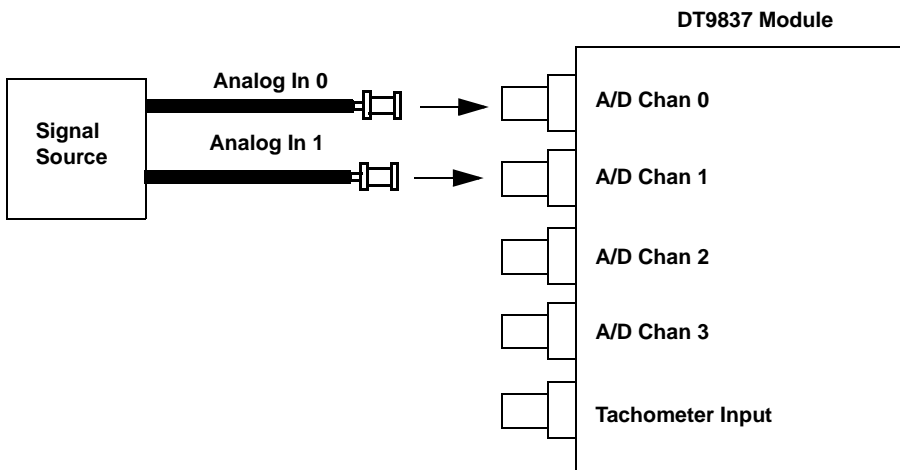 DT9837 Module
Analog In 0
A/D Chan 0
Signal
Source
Analog In 1
A/D Chan 1
A/D Chan 2
A/D Chan 3
Tachometer Input